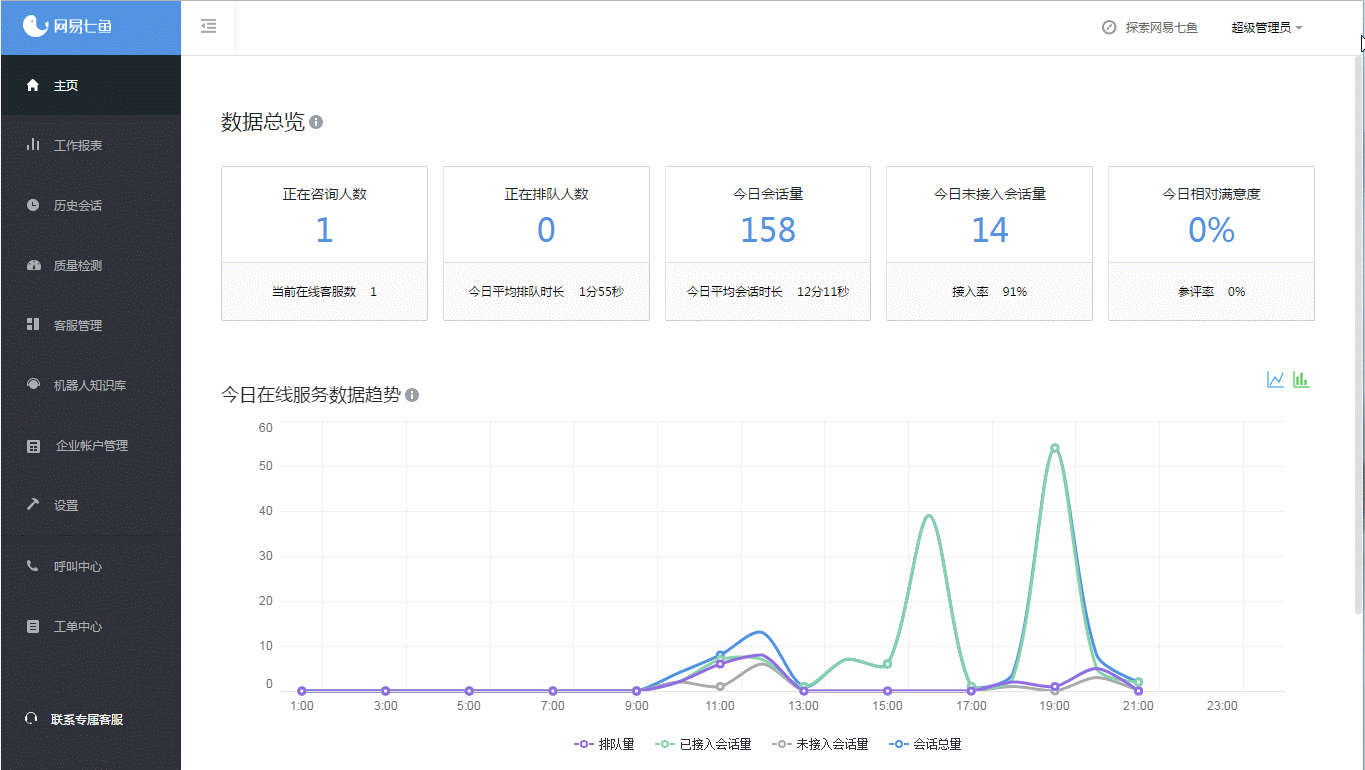 网易七鱼
探索网易七鱼
超级管理员
主页
工作报表
历史会话
质量检测
客服管理
机器人知识库
企业帐户管理
设置
呼叫中心
工单中心
联系专属客服
数据总览
正在咨询人数
1
当前在线客服数 1
正在排队人数
0
今日平均排队时长 1分55秒
今日会话量
158
今日平均会话时长 12分11秒
今日未接入会话量
14
接入率 91%
今日相对满意度
0%
参评率 0%
今日在线服务数据趋势
60
50
40
30
20
10
0
1:00 3:00 5:00 7:00 9:00 11:00 13:00 15:00 17:00 19:00 21:00 23:00
排队量 已接入会话量 未接入会话量 会话总量